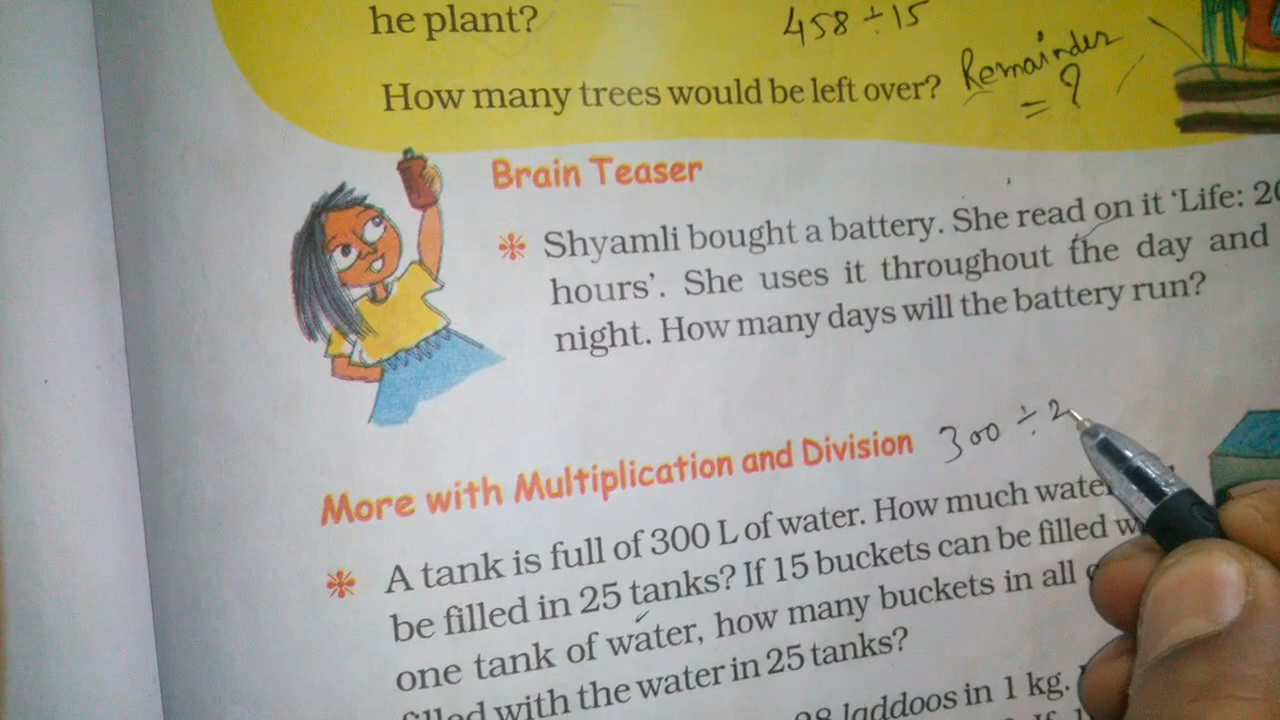 he plant?
458 ÷ 15
How many trees would be left over?
Remainder
= ?
Brain Teaser
Shyamli bought a battery. She read on it 'Life: 20
hours'. She uses it throughout the day and
night. How many days will the battery run?
300 ÷ 2
More with Multiplication and Division
A tank is full of 300 L of water. How much water
be filled in 25 tanks? If 15 buckets can be filled
one tank of water, how many buckets in all
filled with the water in 25 tanks?
laddoos in 1 kg.